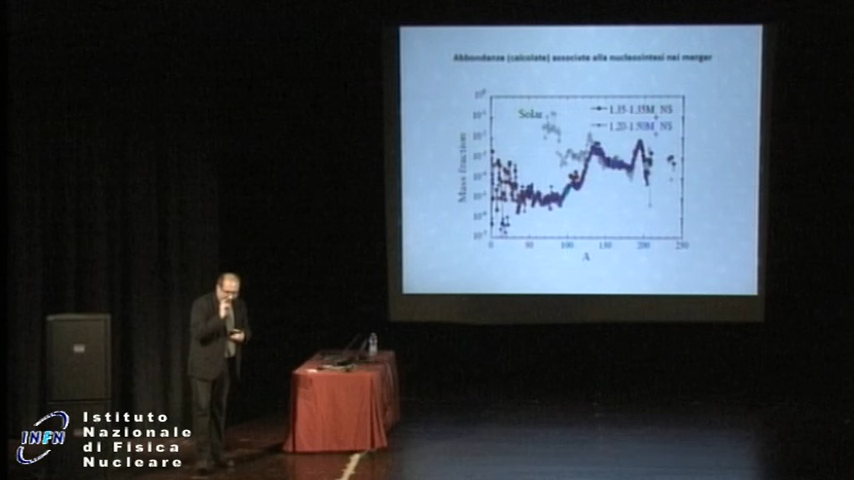 Abbondanze (calcolate) associate alla nucleosintesi nei merger
Solar
1.35-1.35M NS
1.20-1.50M NS
Mass fraction
0
50
100
150
200
250
A
INFN
Istituto
Nazionale
di Fisica
Nucleare